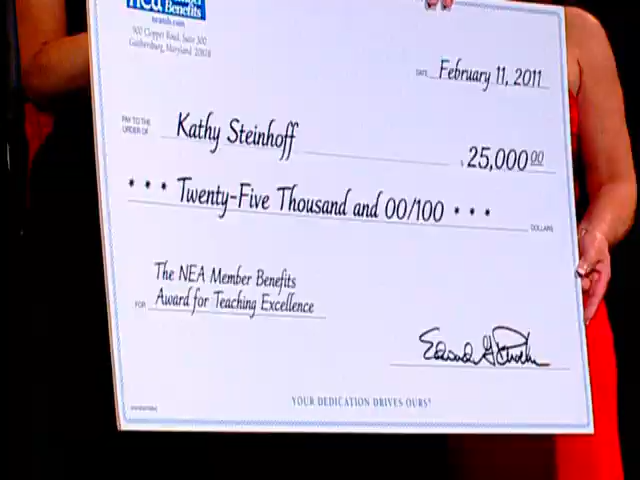 nea Member
Benefits
neamb.com
900 Clopper Road, Suite 300
Gaithersburg, Maryland 20878
DATE February 11, 2011
PAY TO THE
ORDER OF Kathy Steinhoff $ 25,000 00
• • • Twenty-Five Thousand and 00/100 • • • DOLLARS
The NEA Member Benefits
FOR Award for Teaching Excellence
YOUR DEDICATION DRIVES OURS!